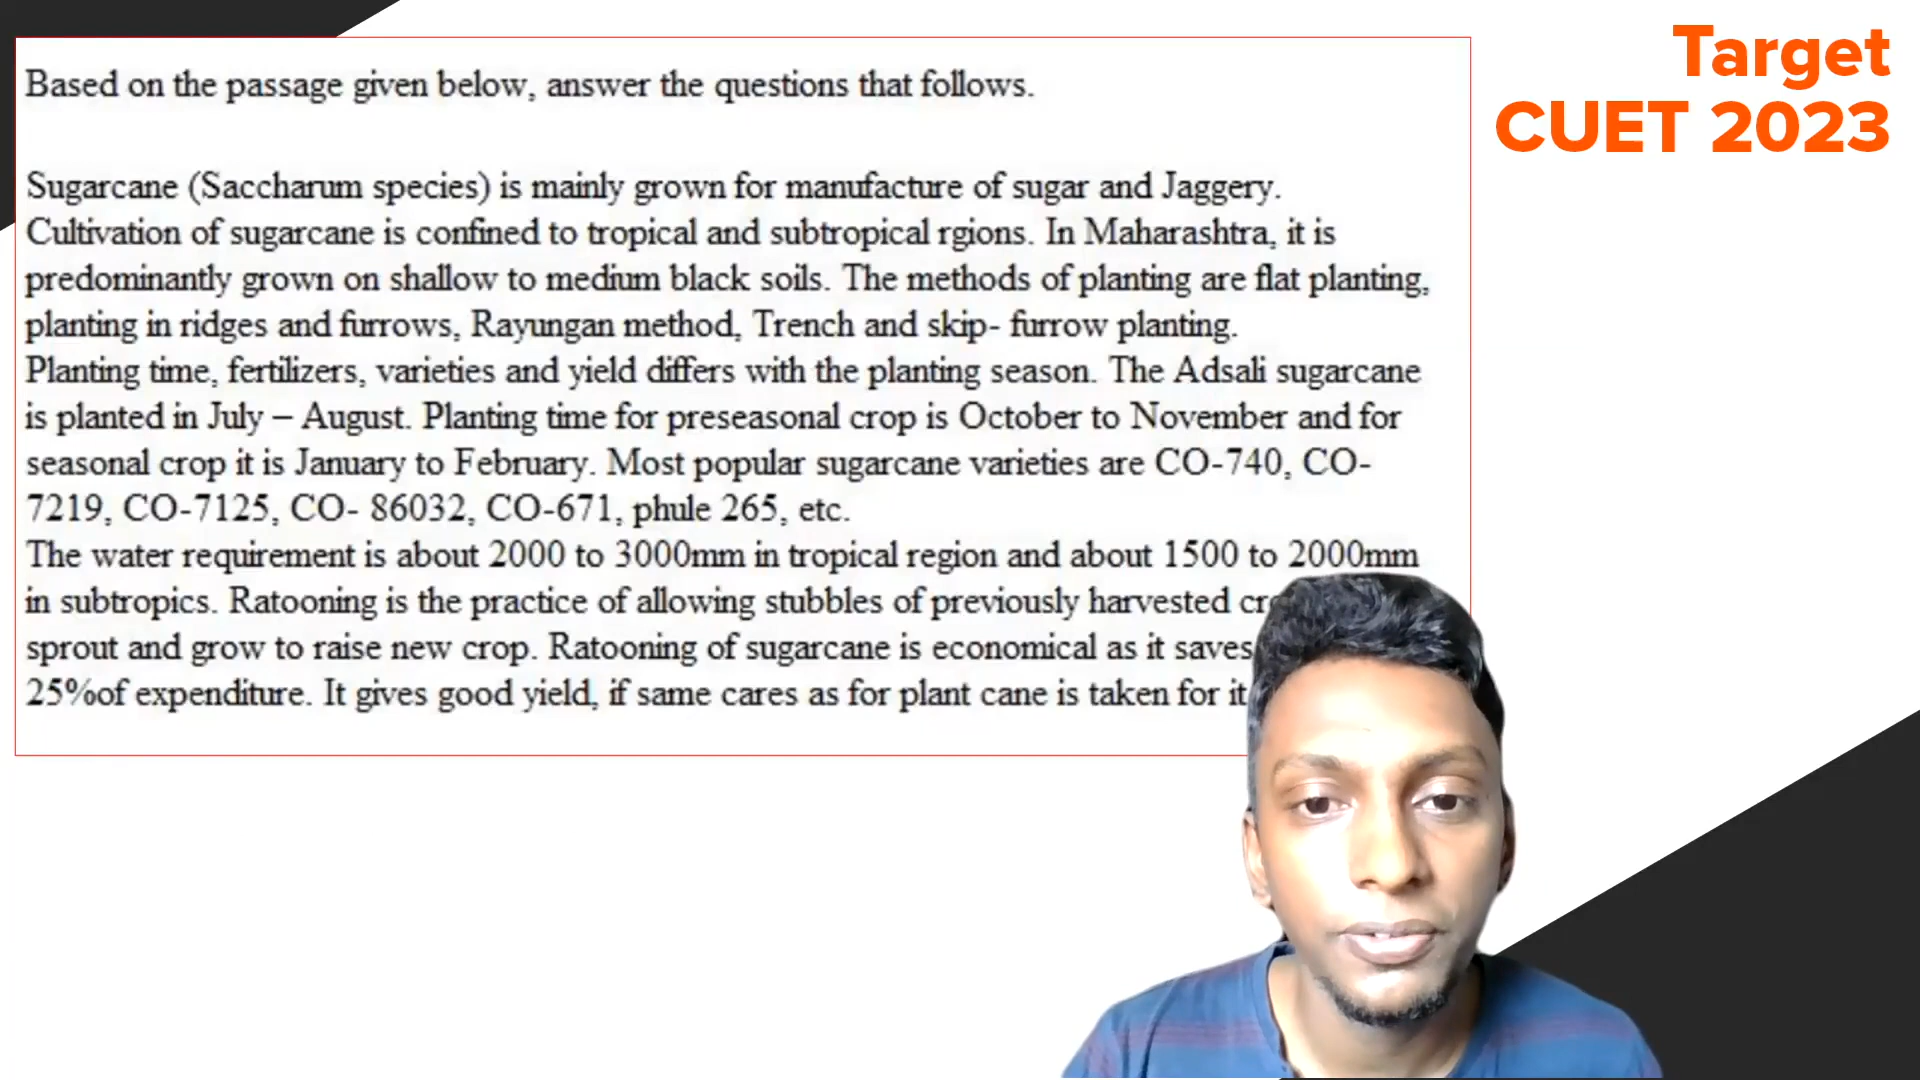 Target
CUET 2023
Based on the passage given below, answer the questions that follows.
Sugarcane (Saccharum species) is mainly grown for manufacture of sugar and Jaggery.
Cultivation of sugarcane is confined to tropical and subtropical rgions. In Maharashtra, it is
predominantly grown on shallow to medium black soils. The methods of planting are flat planting,
planting in ridges and furrows, Rayungan method, Trench and skip- furrow planting.
Planting time, fertilizers, varieties and yield differs with the planting season. The Adsali sugarcane
is planted in July – August. Planting time for preseasonal crop is October to November and for
seasonal crop it is January to February. Most popular sugarcane varieties are CO-740, CO-
7219, CO-7125, CO- 86032, CO-671, phule 265, etc.
The water requirement is about 2000 to 3000mm in tropical region and about 1500 to 2000mm
in subtropics. Ratooning is the practice of allowing stubbles of previously harvested
sprout and grow to raise new crop. Ratooning of sugarcane is economical as it saves
25%of expenditure. It gives good yield, if same cares as for plant cane is taken for it